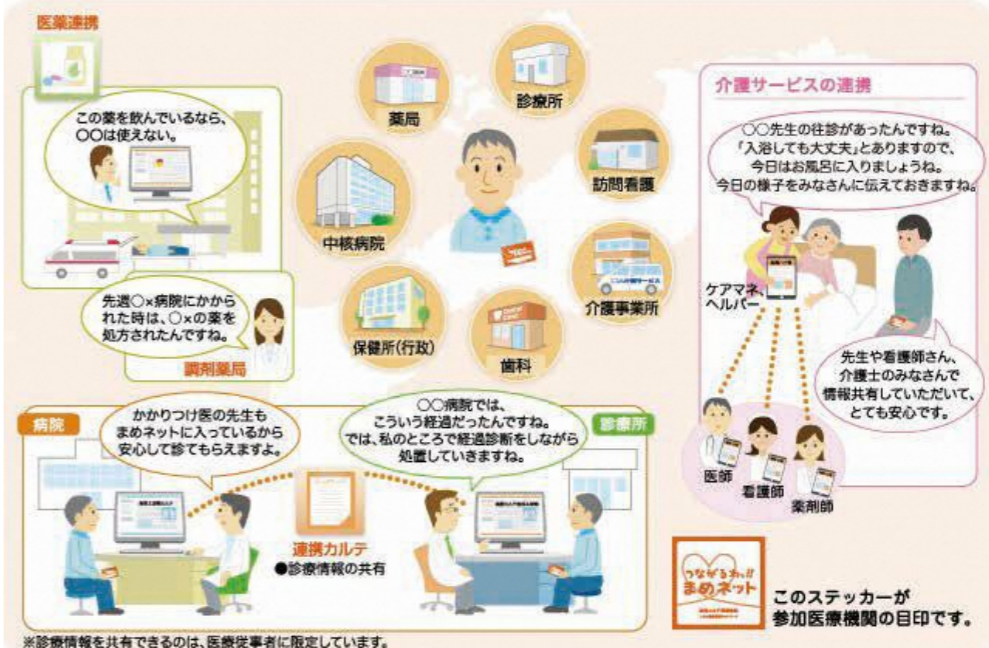 医薬連携
この薬を飲んでいるなら、
〇〇は使えない。
先週〇×病院にかから
れた時は、〇×の薬を
処方されたんですね。
調剤薬局
薬局
診療所
訪問看護
介護事業所
歯科
保健所(行政)
中核病院
介護サービスの連携
〇〇先生の往診があったんですね。
「入浴しても大丈夫」とありますので、
今日はお風呂に入りましょうね。
今日の様子をみなさんに伝えておきますね。
ケアマネ、
ヘルパー
先生や看護師さん、
介護士のみなさんで
情報共有していただいて、
とても安心です。
医師
看護師
薬剤師
病院
かかりつけ医の先生も
まめネットに入っているから
安心して診てもらえますよ。
〇〇病院では、
こういう経過だったんですね。
では、私のところで経過診断をしながら
処置していきますね。
診療所
連携カルテ
●診療情報の共有
つながるわ、!!
まめネット
このステッカーが
参加医療機関の目印です。
※診療情報を共有できるのは、医療従事者に限定しています。